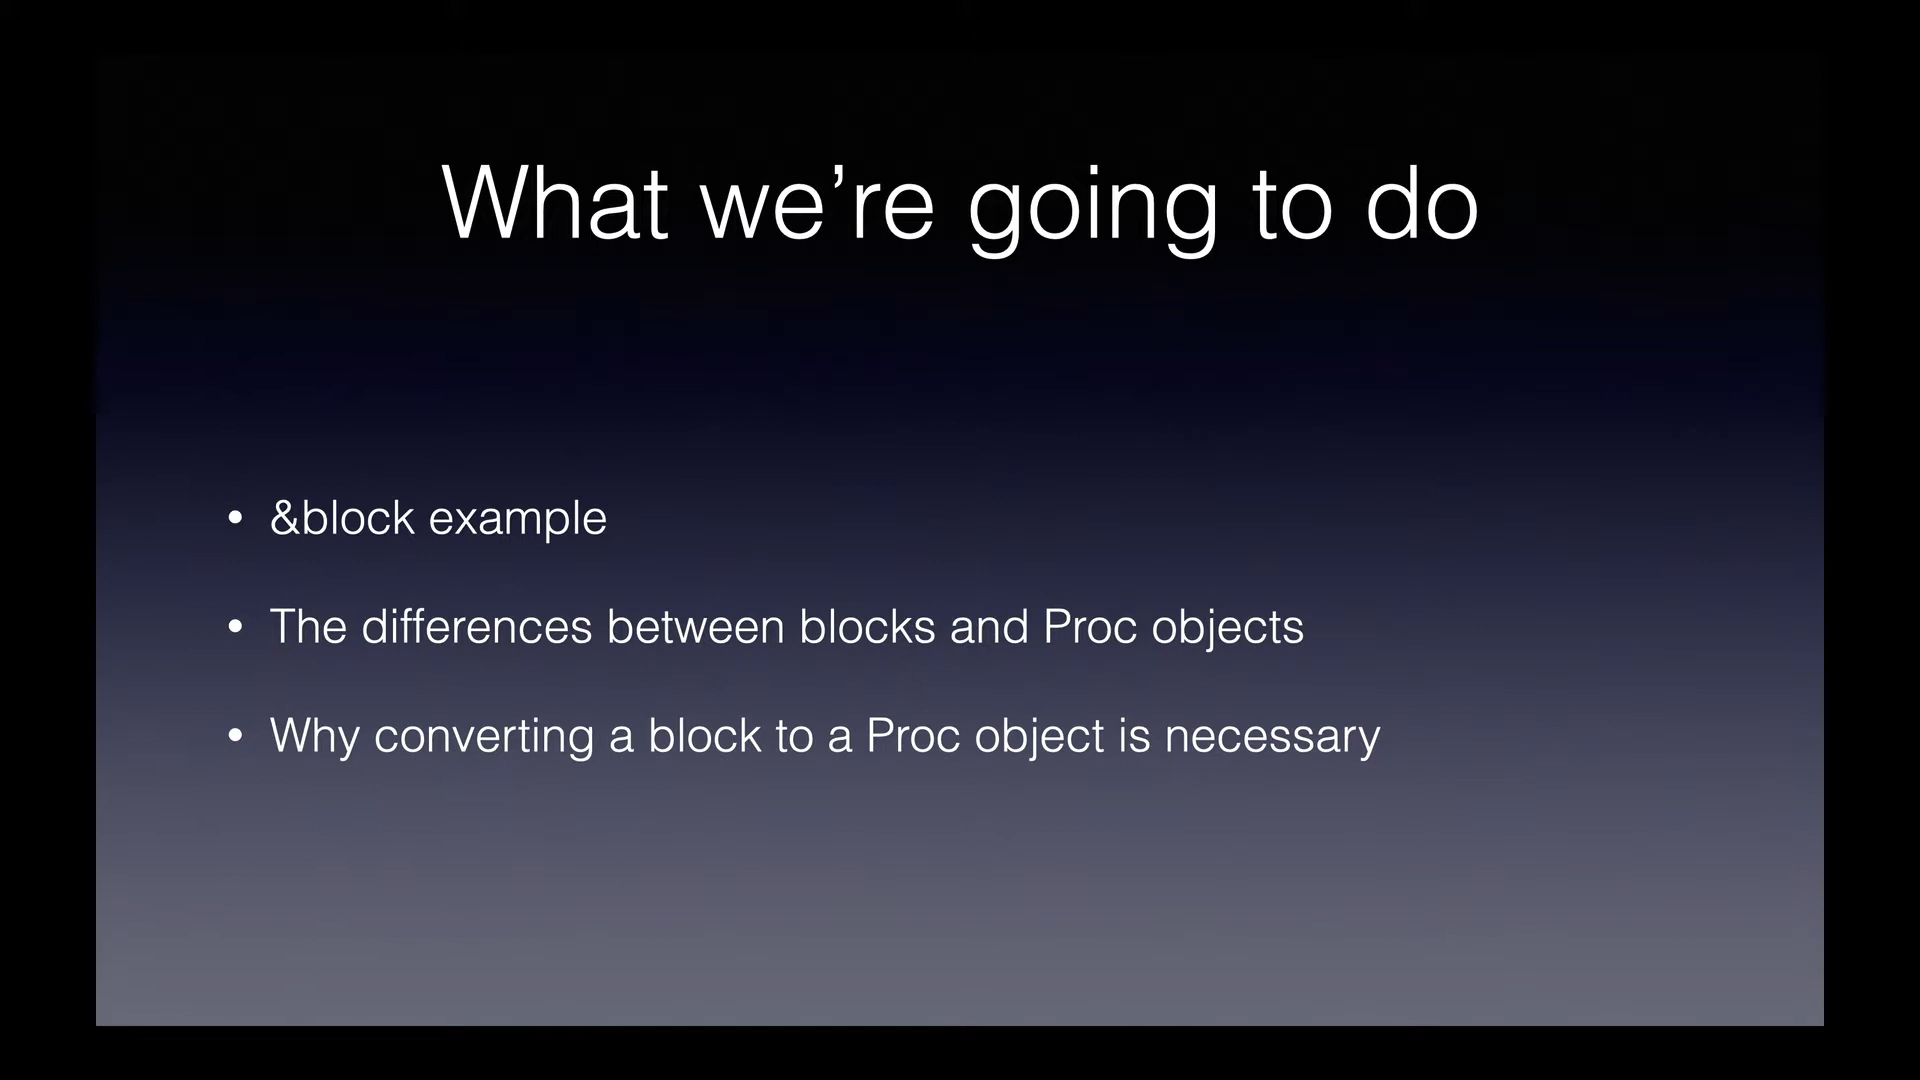 What we’re going to do
• &block example
• The differences between blocks and Proc objects
• Why converting a block to a Proc object is necessary